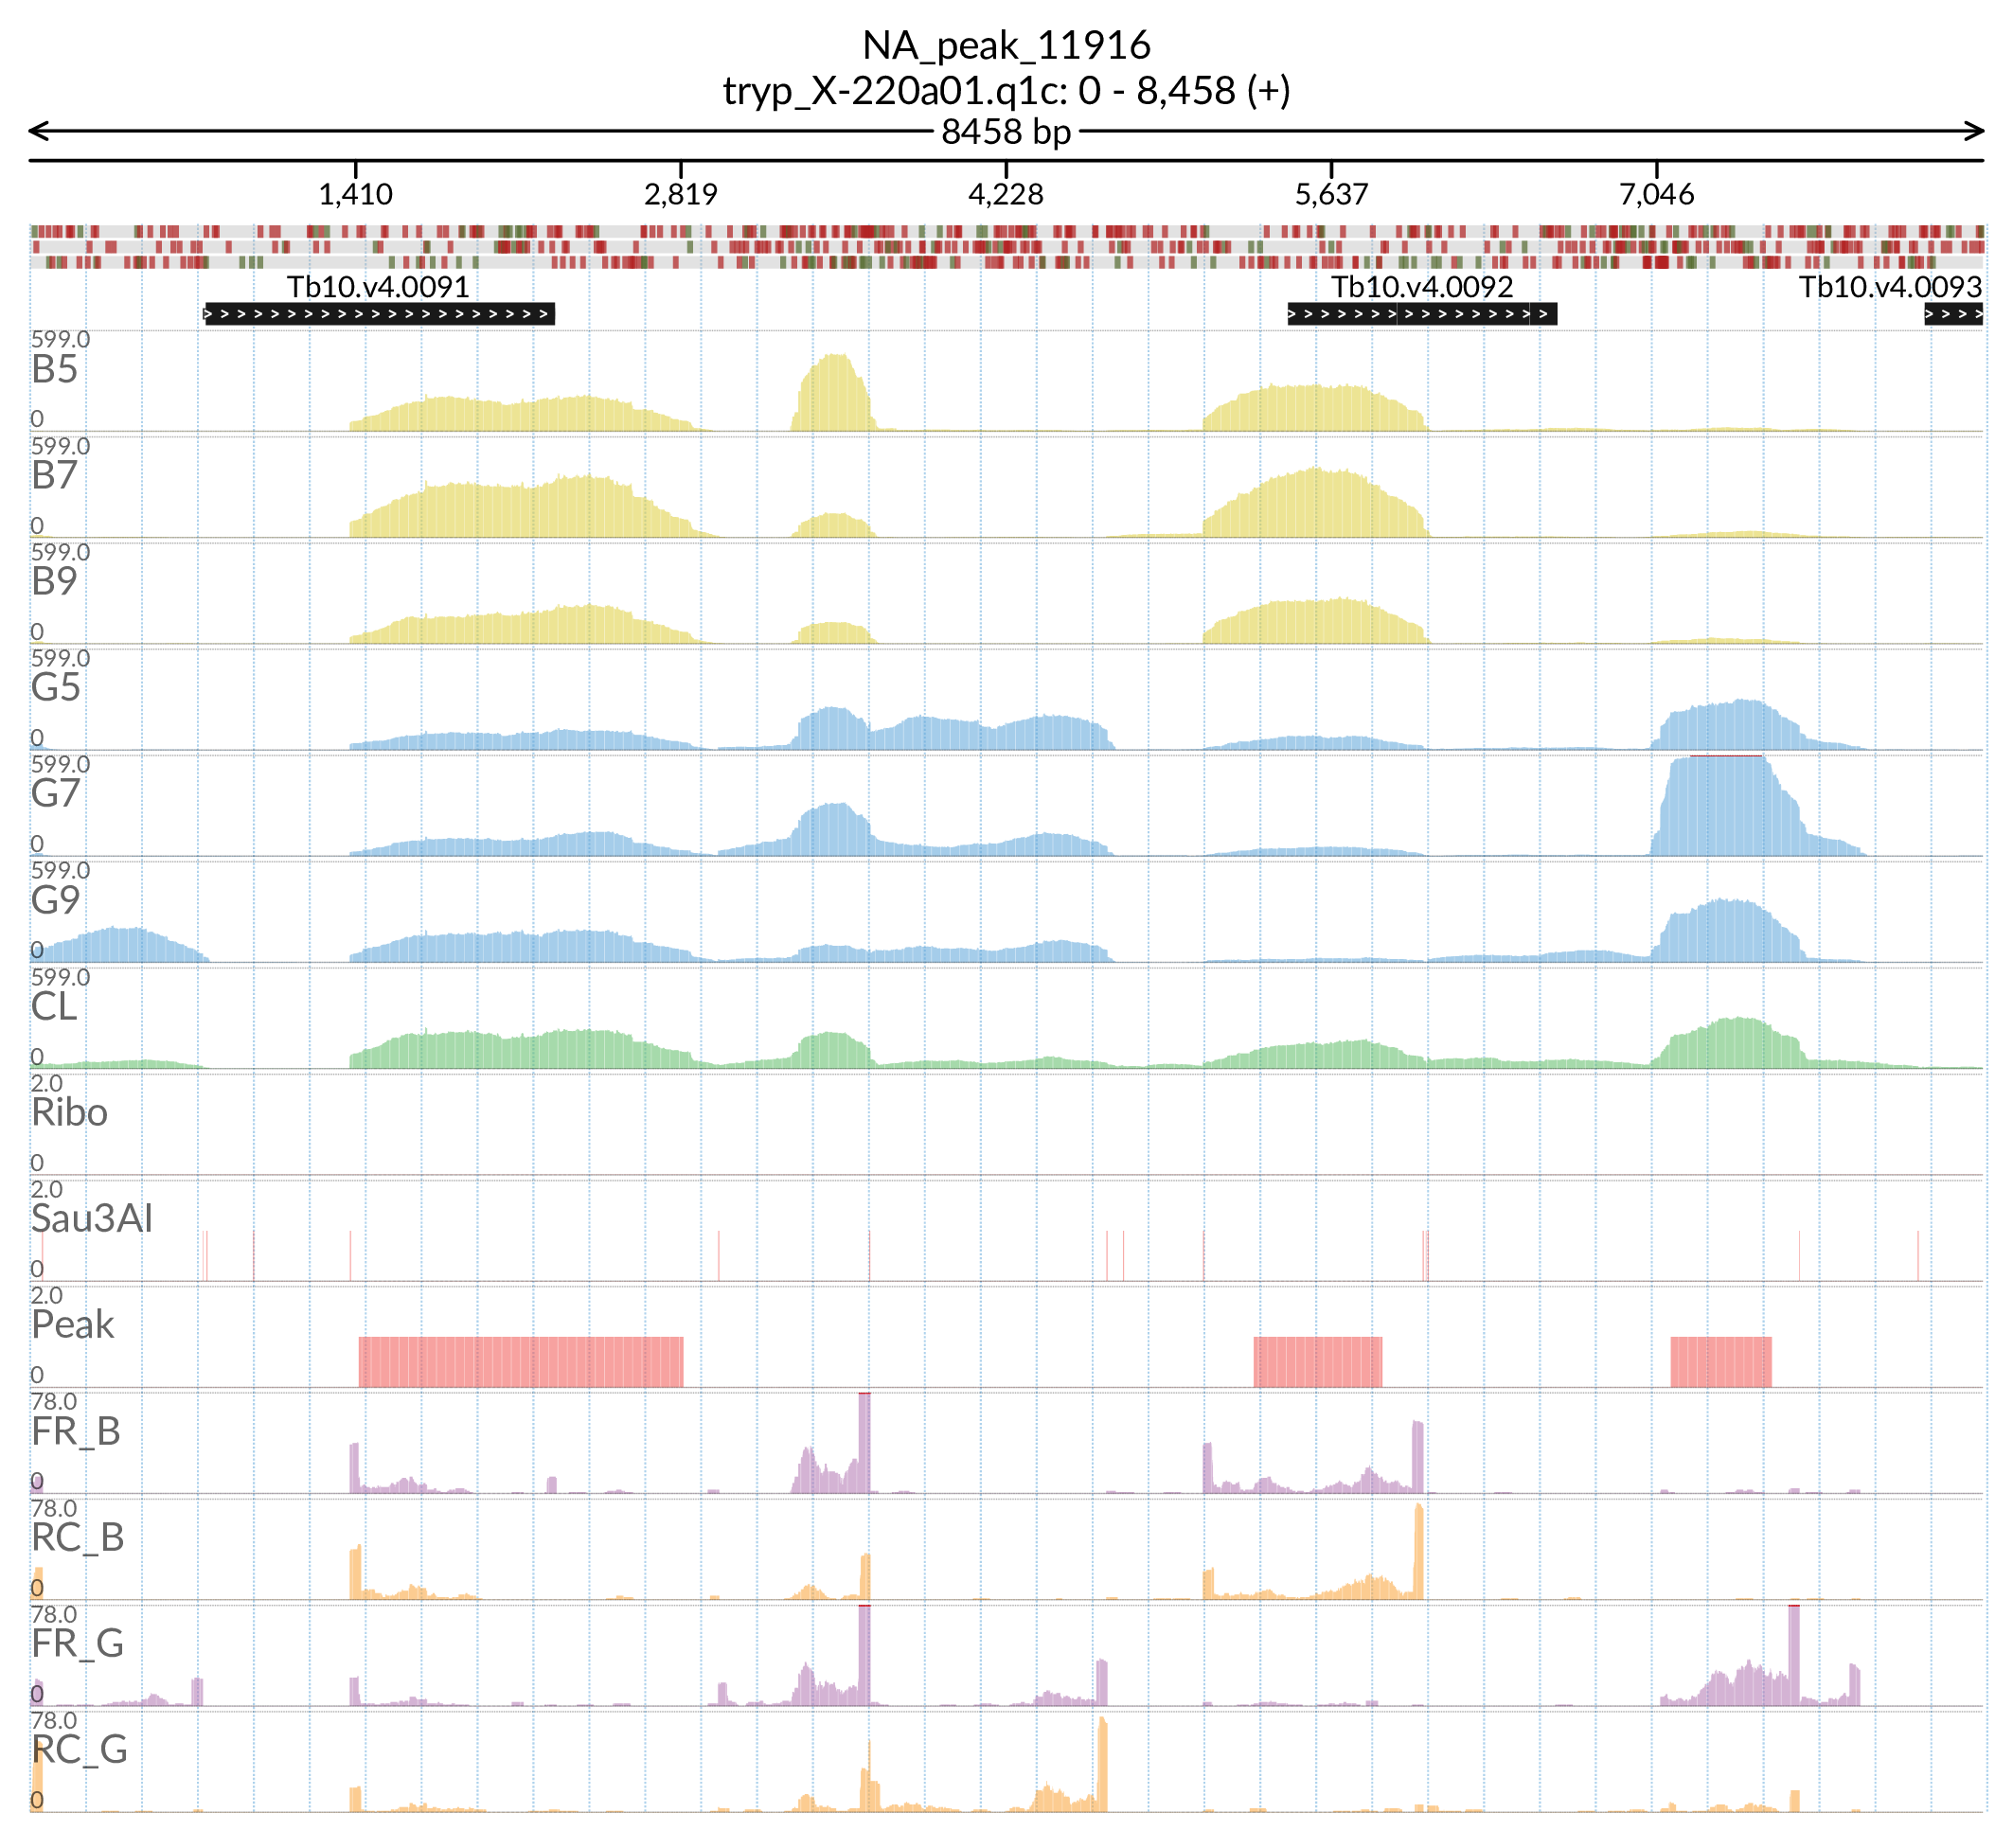 NA_peak_11916
tryp_X-220a01.q1c: 0 - 8,458 (+)
8458 bp
1,410 2,819 4,228 5,637 7,046
Tb10.v4.0091 Tb10.v4.0092 Tb10.v4.0093
599.0
B5
0
599.0
B7
0
599.0
B9
0
599.0
G5
0
599.0
G7
0
599.0
G9
0
599.0
CL
0
2.0
Ribo
0
2.0
Sau3AI
0
2.0
Peak
0
78.0
FR_B
0
78.0
RC_B
0
78.0
FR_G
0
78.0
RC_G
0